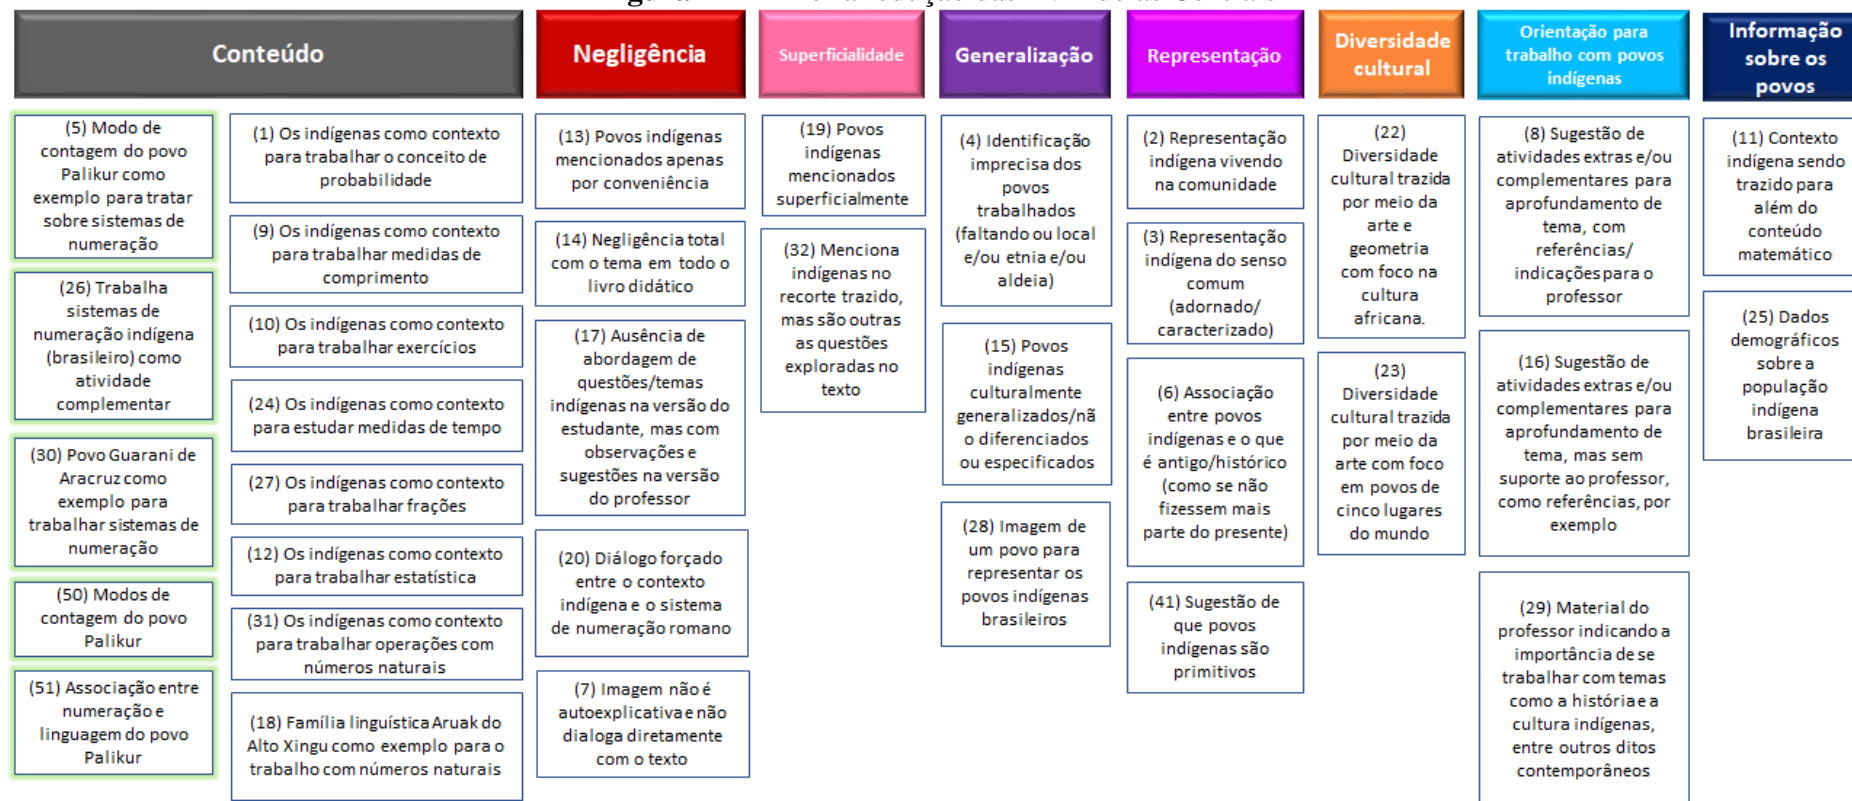 Conteúdo
(5) Modo de
contagem do povo
Palikur como
exemplo para tratar
sobre sistemas de
numeração
(26) Trabalha
sistemas de
numeração indígena
(brasileiro) como
atividade
complementar
(30) Povo Guarani de
Aracruz como
exemplo para
trabalhar sistemas de
numeração
(50) Modos de
contagem do povo
Palikur
(51) Associação entre
numeração e
linguagem do povo
Palikur
(1) Os indígenas como contexto
para trabalhar o conceito de
probabilidade
(9) Os indígenas como contexto
para trabalhar medidas de
comprimento
(10) Os indígenas como contexto
para trabalhar exercícios
(24) Os indígenas como contexto
para estudar medidas de tempo
(27) Os indígenas como contexto
para trabalhar frações
(12) Os indígenas como contexto
para trabalhar estatística
(31) Os indígenas como contexto
para trabalhar operações com
números naturais
(18) Família linguística Aruak do
Alto Xingu como exemplo para o
trabalho com números naturais
Negligência
(13) Povos indígenas
mencionados apenas
por conveniência
(14) Negligência total
com o tema em todo o
livro didático
(17) Ausência de
abordagem de
questões/temas
indígenas na versão do
estudante, mas com
observações e
sugestões na versão
do professor
(20) Diálogo forçado
entre o contexto
indígena e o sistema
de numeração romano
(7) Imagem não é
autoexplicativa e não
dialoga diretamente
com o texto
Superficialidade
(19) Povos
indígenas
mencionados
superficialmente
(32) Menciona
indígenas no
recorte trazido,
mas são outras
as questões
exploradas no
texto
Generalização
(4) Identificação
imprecisa dos
povos
trabalhados
(faltando ou local
e/ou etnia e/ou
aldeia)
(15) Povos
indígenas
culturalmente
generalizados/nã
o diferenciados
ou especificados
(28) Imagem de
um povo para
representar os
povos indígenas
brasileiros
Representação
(2) Representação
indígena vivendo
na comunidade
(3) Representação
indígena do senso
comum
(adornado/
caracterizado)
(6) Associação
entre povos
indígenas e o que
é antigo/histórico
(como se não
fizessem mais
parte do presente)
(41) Sugestão de
que povos
indígenas são
primitivos
Diversidade
cultural
(22)
Diversidade
cultural trazida
por meio da
arte e
geometria
com foco na
cultura
africana.
(23)
Diversidade
cultural trazida
por meio da
arte com foco
em povos de
cinco lugares
do mundo
Orientação para
trabalho com povos
indígenas
(8) Sugestão de
atividades extras e/ou
complementares para
aprofundamento de
tema, com
referências/
indicações para o
professor
(16) Sugestão de
atividades extras e/ou
complementares para
aprofundamento de
tema, mas sem
suporte ao professor,
como referências, por
exemplo
(29) Material do
professor indicando a
importância de se
trabalhar com temas
como a história e a
cultura indígenas,
entre outros ditos
contemporâneos
Informação
sobre os
povos
(11) Contexto
indígena sendo
trazido para
além do
conteúdo
matemático
(25) Dados
demográficos
sobre a
população
indígena
brasileira